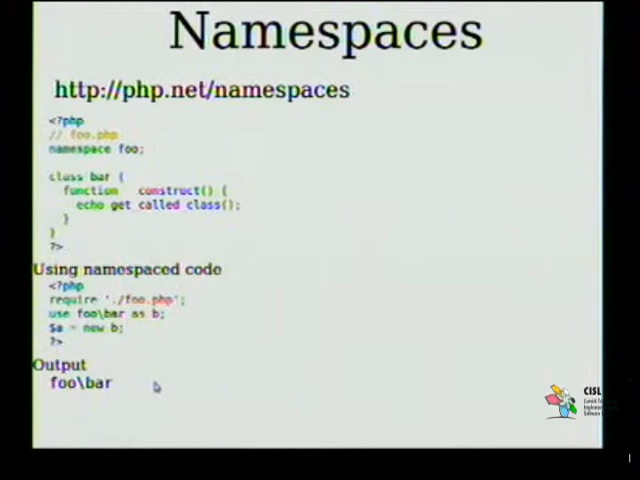 Namespaces
http://php.net/namespaces
<?php
// foo.php
namespace foo;
class bar {
function __construct() {
echo get_called_class();
}
}
?>
Using namespaced code
<?php
require './foo.php';
use foo\bar as b;
$a = new b;
?>
Output
foo\bar
CISL